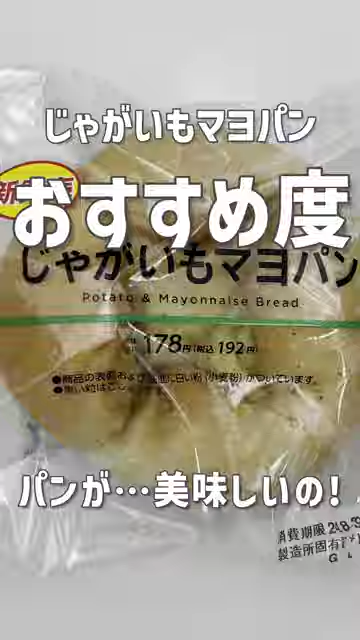 じゃがいもマヨパン
おすすめ度
じゃがいもマヨパン
Potato & Mayonnaise Bread
178円(税込 192円)
●商品の表面および底面に白い粉(小麦粉)がついています。
パンが…美味しいの!
消費期限 24.8.
製造所固有